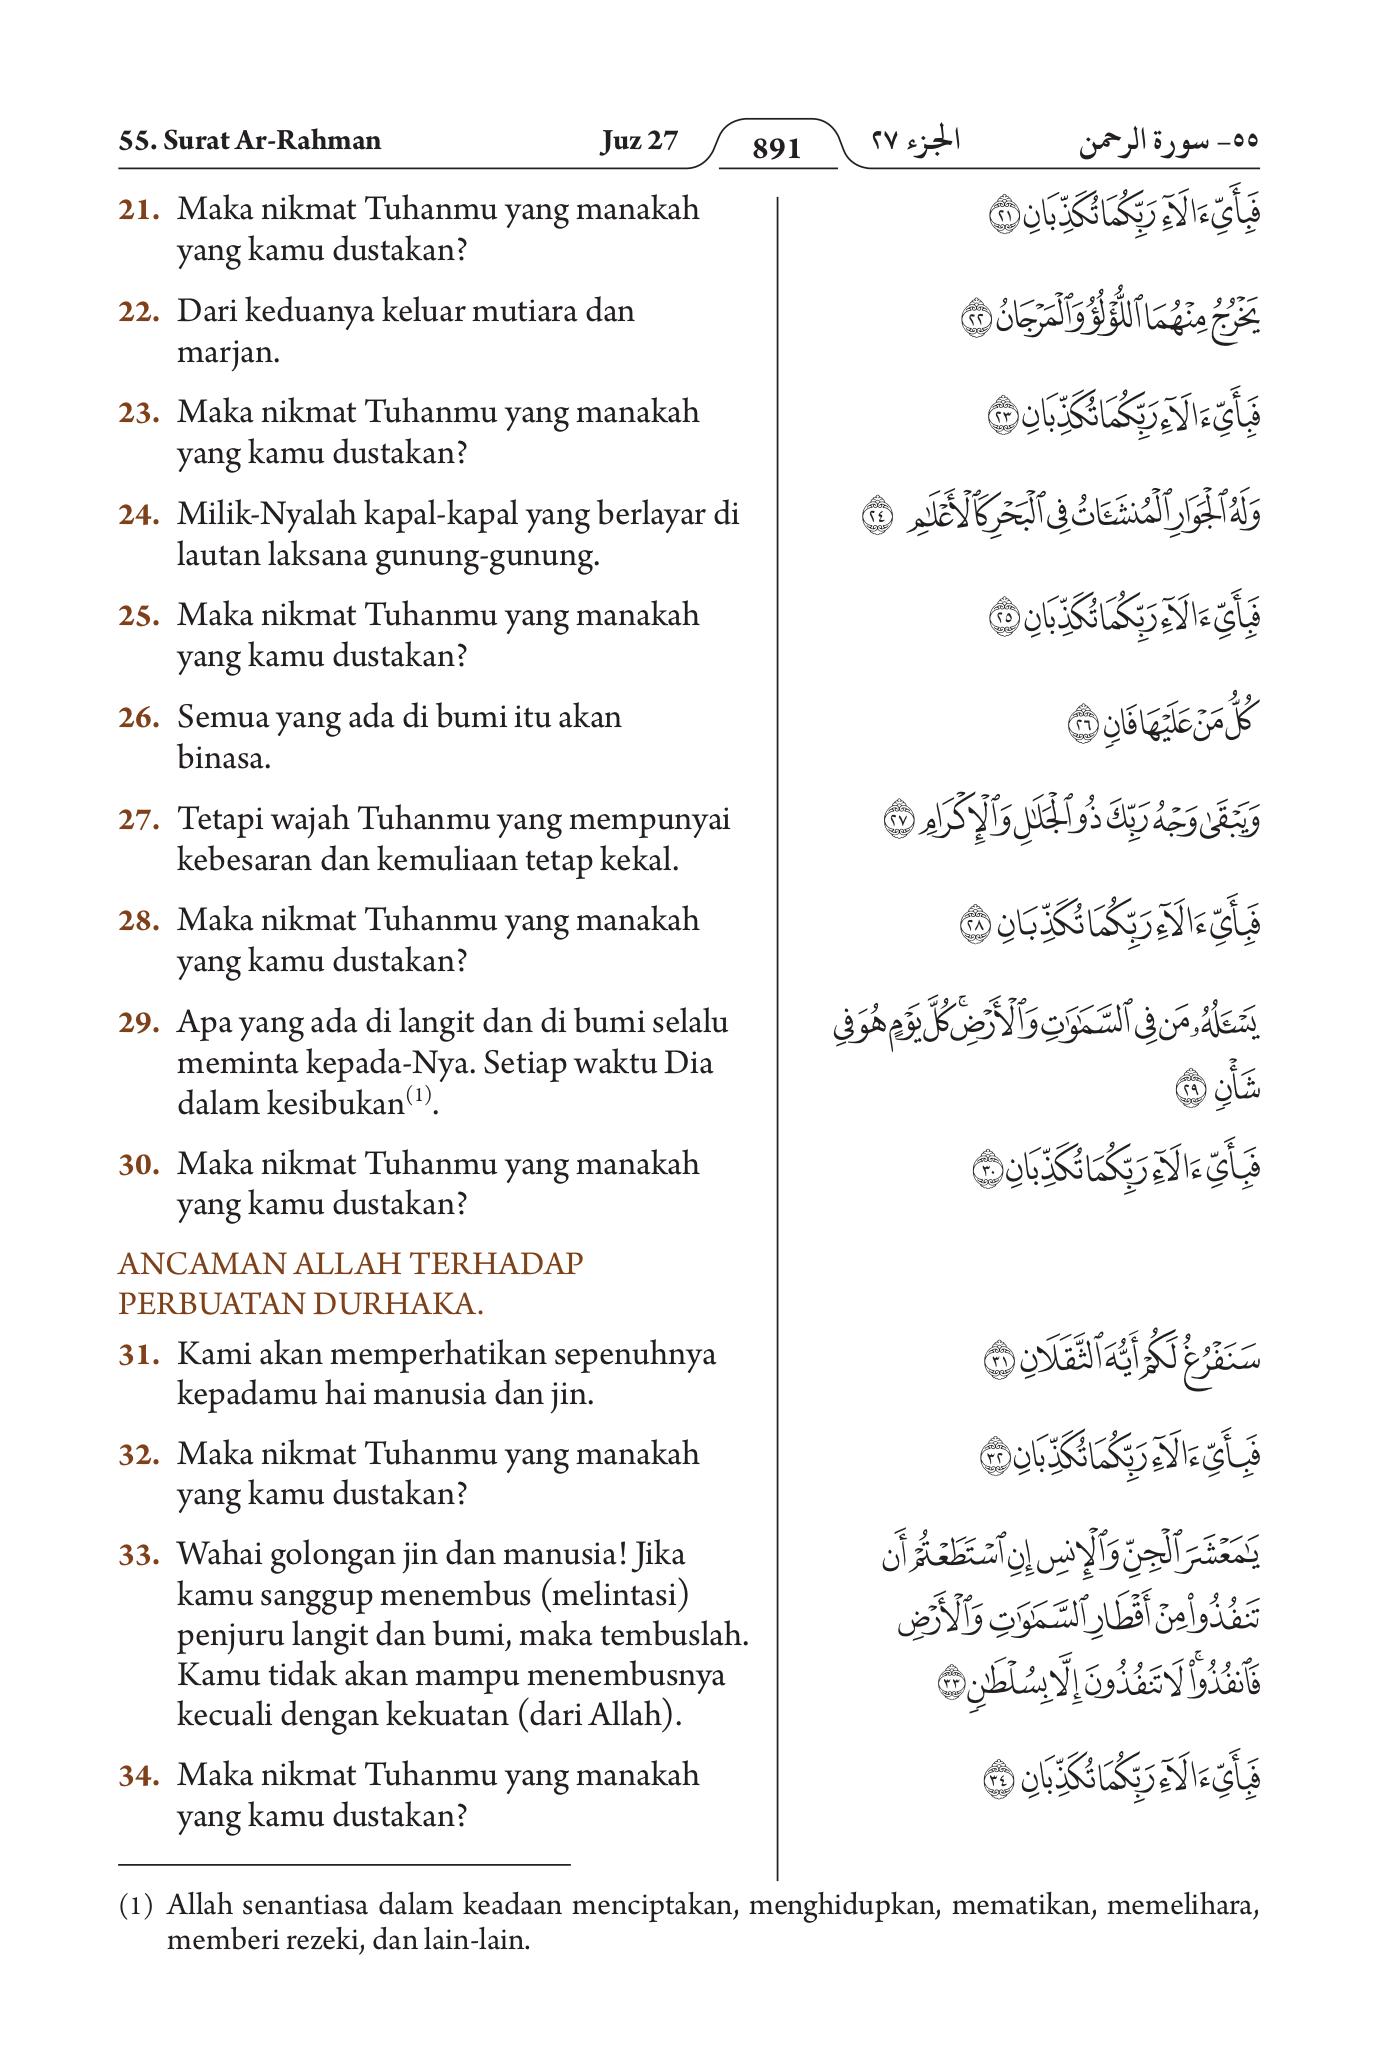 55. Surat Ar-Rahman Juz 27 891 الجزء ٢٧ ٥٥- سورة الرحمن
21. Maka nikmat Tuhanmu yang manakah
yang kamu dustakan?
22. Dari keduanya keluar mutiara dan
marjan.
23. Maka nikmat Tuhanmu yang manakah
yang kamu dustakan?
24. Milik-Nyalah kapal-kapal yang berlayar di
lautan laksana gunung-gunung.
25. Maka nikmat Tuhanmu yang manakah
yang kamu dustakan?
26. Semua yang ada di bumi itu akan
binasa.
27. Tetapi wajah Tuhanmu yang mempunyai
kebesaran dan kemuliaan tetap kekal.
28. Maka nikmat Tuhanmu yang manakah
yang kamu dustakan?
29. Apa yang ada di langit dan di bumi selalu
meminta kepada-Nya. Setiap waktu Dia
dalam kesibukan(1).
30. Maka nikmat Tuhanmu yang manakah
yang kamu dustakan?
ANCAMAN ALLAH TERHADAP
PERBUATAN DURHAKA.
31. Kami akan memperhatikan sepenuhnya
kepadamu hai manusia dan jin.
32. Maka nikmat Tuhanmu yang manakah
yang kamu dustakan?
33. Wahai golongan jin dan manusia! Jika
kamu sanggup menembus (melintasi)
penjuru langit dan bumi, maka tembuslah.
Kamu tidak akan mampu menembusnya
kecuali dengan kekuatan (dari Allah).
34. Maka nikmat Tuhanmu yang manakah
yang kamu dustakan?
فَبِأَيِّ ءَالَآءِ رَبِّكُمَا تُكَذِّبَانِ ٢١
يَخْرُجُ مِنْهُمَا ٱللُّؤْلُؤُ وَٱلْمَرْجَانُ ٢٢
فَبِأَيِّ ءَالَآءِ رَبِّكُمَا تُكَذِّبَانِ ٢٣
وَلَهُ ٱلْجَوَارِ ٱلْمُنشَـَٔاتُ فِى ٱلْبَحْرِ كَٱلْأَعْلَٰمِ ٢٤
فَبِأَيِّ ءَالَآءِ رَبِّكُمَا تُكَذِّبَانِ ٢٥
كُلُّ مَنْ عَلَيْهَا فَانٍ ٢٦
وَيَبْقَىٰ وَجْهُ رَبِّكَ ذُو ٱلْجَلَٰلِ وَٱلْإِكْرَامِ ٢٧
فَبِأَيِّ ءَالَآءِ رَبِّكُمَا تُكَذِّبَانِ ٢٨
يَسْـَٔلُهُۥ مَن فِى ٱلسَّمَٰوَٰتِ وَٱلْأَرْضِ ۚ كُلَّ يَوْمٍ هُوَ فِى
شَأْنٍ ٢٩
فَبِأَيِّ ءَالَآءِ رَبِّكُمَا تُكَذِّبَانِ ٣٠
سَنَفْرُغُ لَكُمْ أَيُّهَ ٱلثَّقَلَانِ ٣١
فَبِأَيِّ ءَالَآءِ رَبِّكُمَا تُكَذِّبَانِ ٣٢
يَٰمَعْشَرَ ٱلْجِنِّ وَٱلْإِنسِ إِنِ ٱسْتَطَعْتُمْ أَن
تَنفُذُوا۟ مِنْ أَقْطَارِ ٱلسَّمَٰوَٰتِ وَٱلْأَرْضِ
فَٱنفُذُوا۟ ۚ لَا تَنفُذُونَ إِلَّا بِسُلْطَٰنٍ ٣٣
فَبِأَيِّ ءَالَآءِ رَبِّكُمَا تُكَذِّبَانِ ٣٤
(1) Allah senantiasa dalam keadaan menciptakan, menghidupkan, mematikan, memelihara,
memberi rezeki, dan lain-lain.